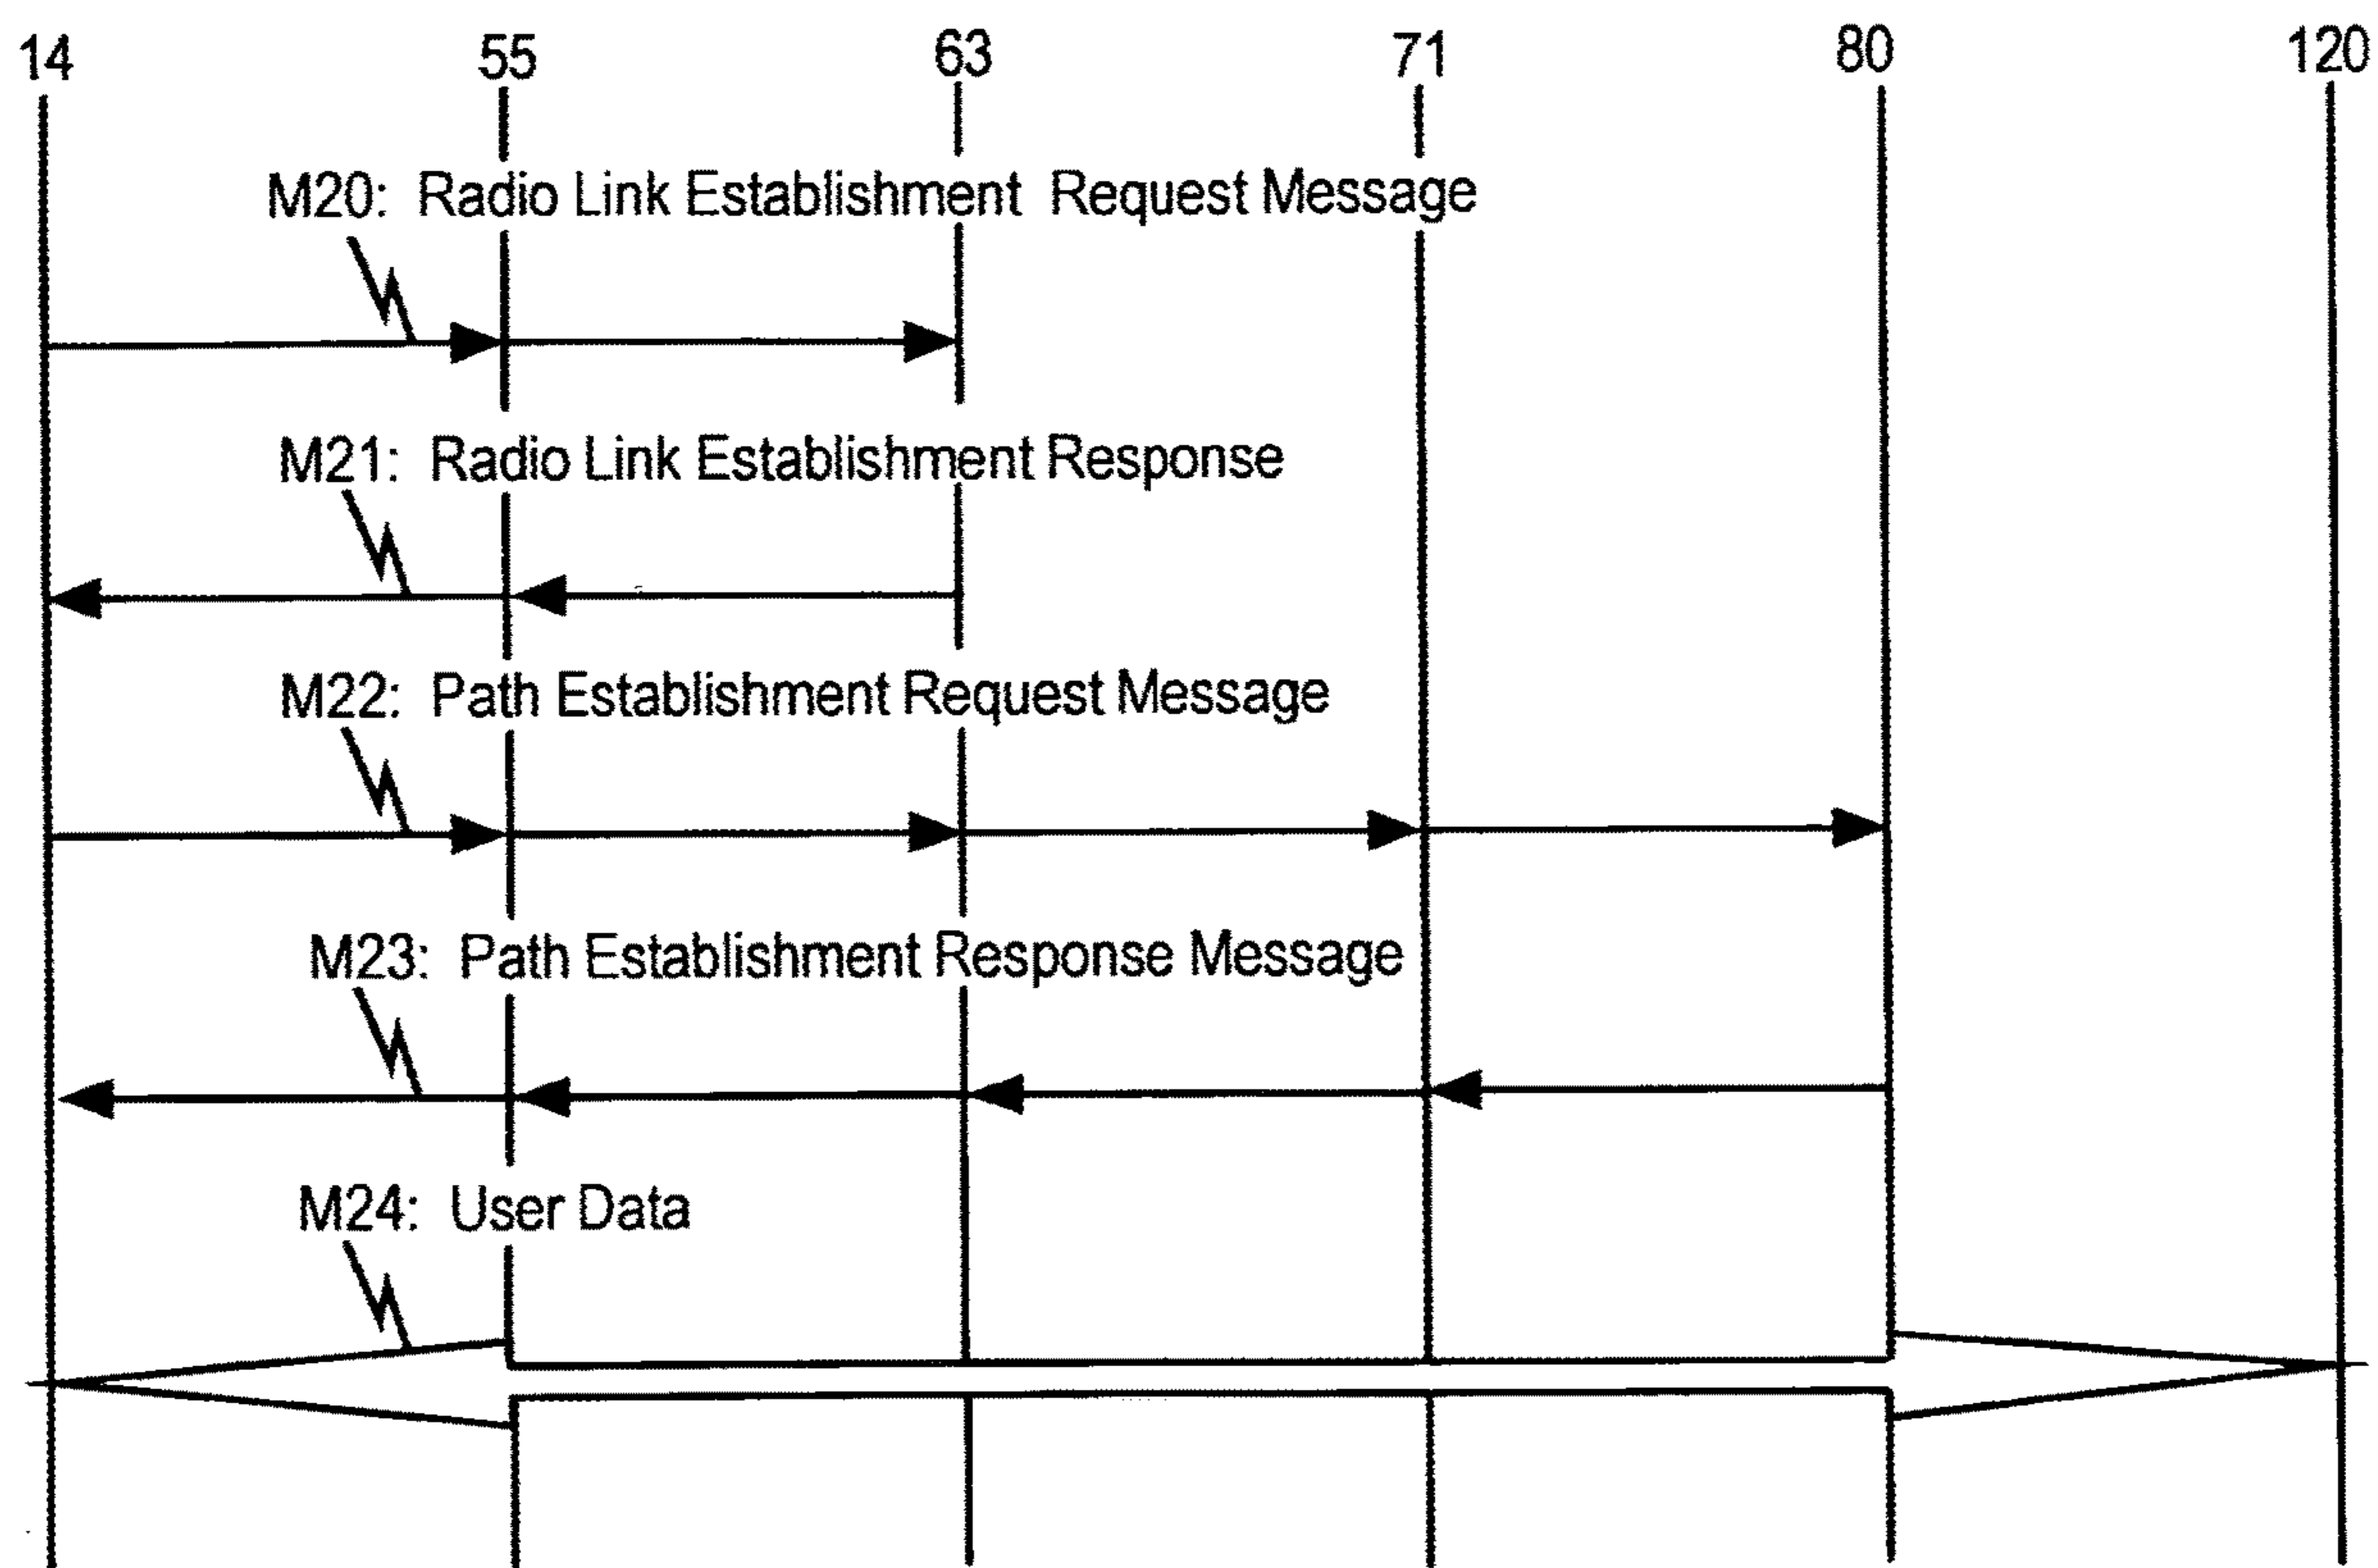 14 55 63 71 80 120
M20: Radio Link Establishment Request Message
M21: Radio Link Establishment Response
M22: Path Establishment Request Message
M23: Path Establishment Response Message
M24: User Data